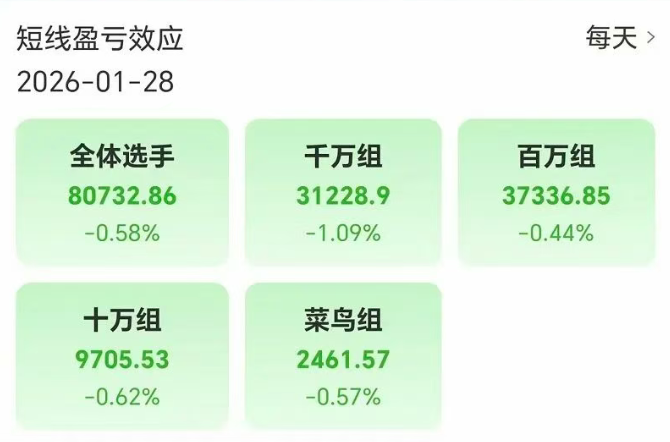 短线盈亏效应
每天 >
2026-01-28
全体选手
80732.86
-0.58%
千万组
31228.9
-1.09%
百万组
37336.85
-0.44%
十万组
9705.53
-0.62%
菜鸟组
2461.57
-0.57%